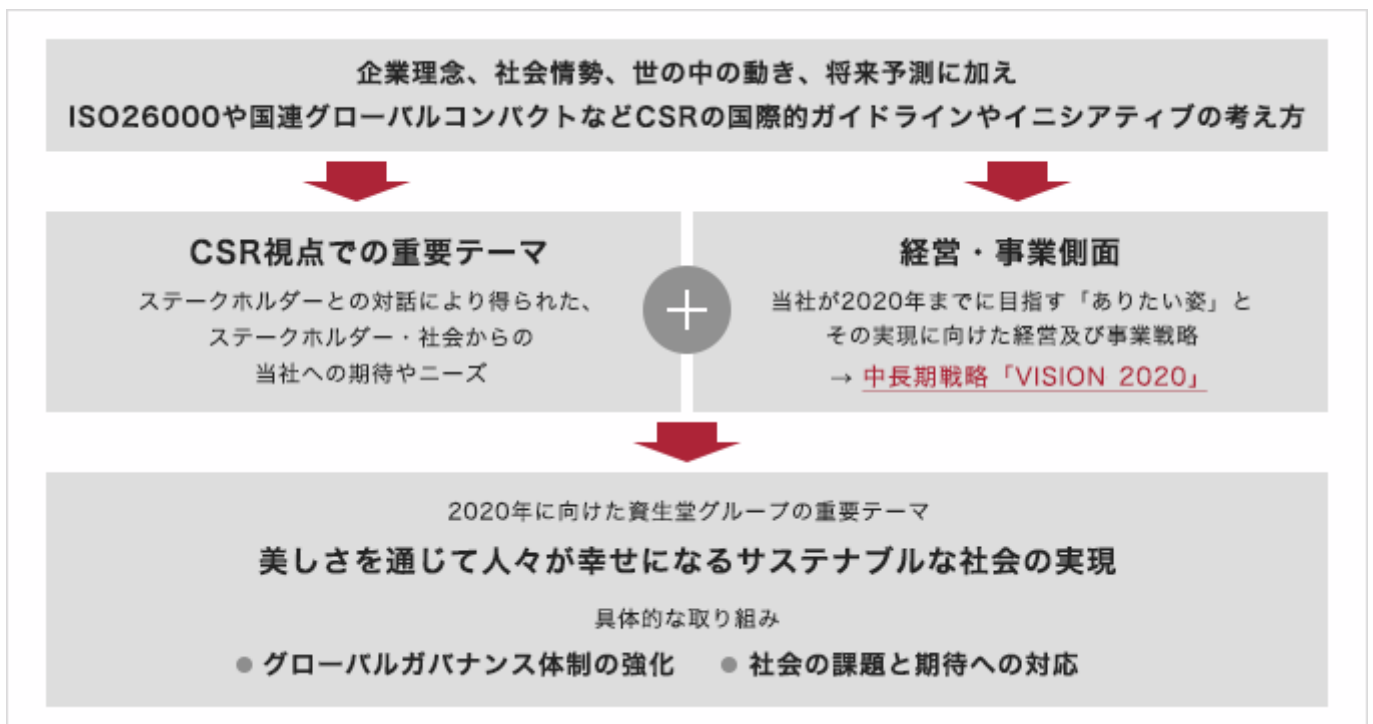 企業理念、社会情勢、世の中の動き、将来予測に加え
ISO26000や国連グローバルコンパクトなどCSRの国際的ガイドラインやイニシアティブの考え方
CSR視点での重要テーマ
ステークホルダーとの対話により得られた、
ステークホルダー・社会からの
当社への期待やニーズ
経営・事業側面
当社が2020年までに目指す「ありたい姿」と
その実現に向けた経営及び事業戦略
→ 中長期戦略「VISION 2020」
2020年に向けた資生堂グループの重要テーマ
美しさを通じて人々が幸せになるサステナブルな社会の実現
具体的な取り組み
● グローバルガバナンス体制の強化 ● 社会の課題と期待への対応